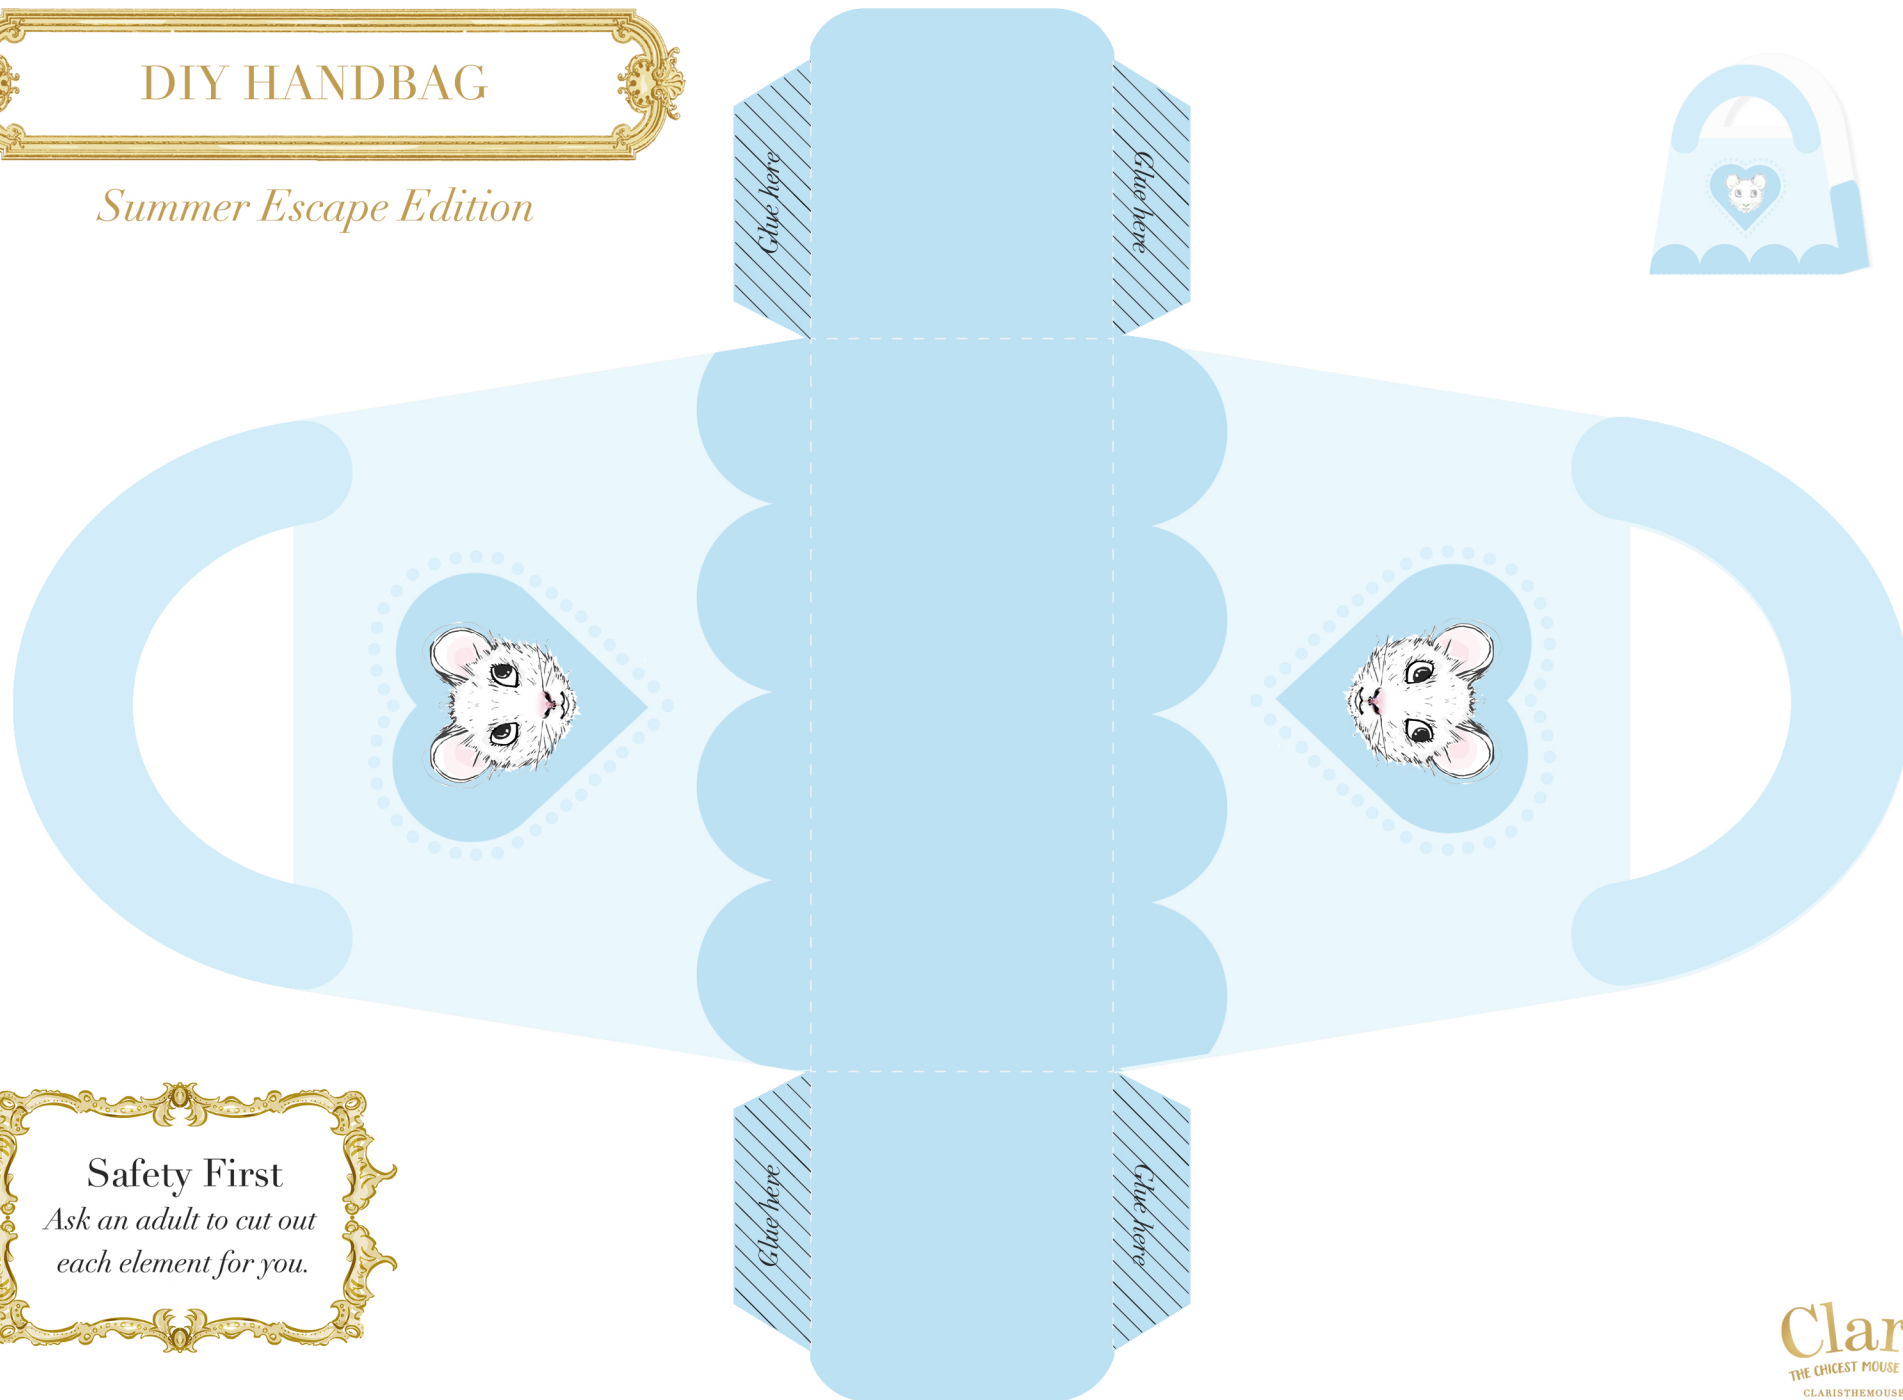 DIY HANDBAG
Summer Escape Edition
Glue here
Glue here
Glue here
Glue here
Safety First
Ask an adult to cut out
each element for you.
Clar
THE CHICEST MOUSE
CLARISTHEMOUS